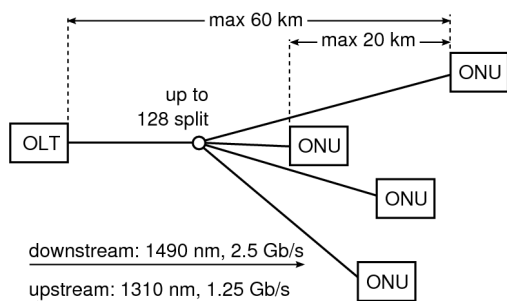 max 60 km
max 20 km
up to
128 split
ONU
OLT
ONU
ONU
ONU
downstream: 1490 nm, 2.5 Gb/s
upstream: 1310 nm, 1.25 Gb/s